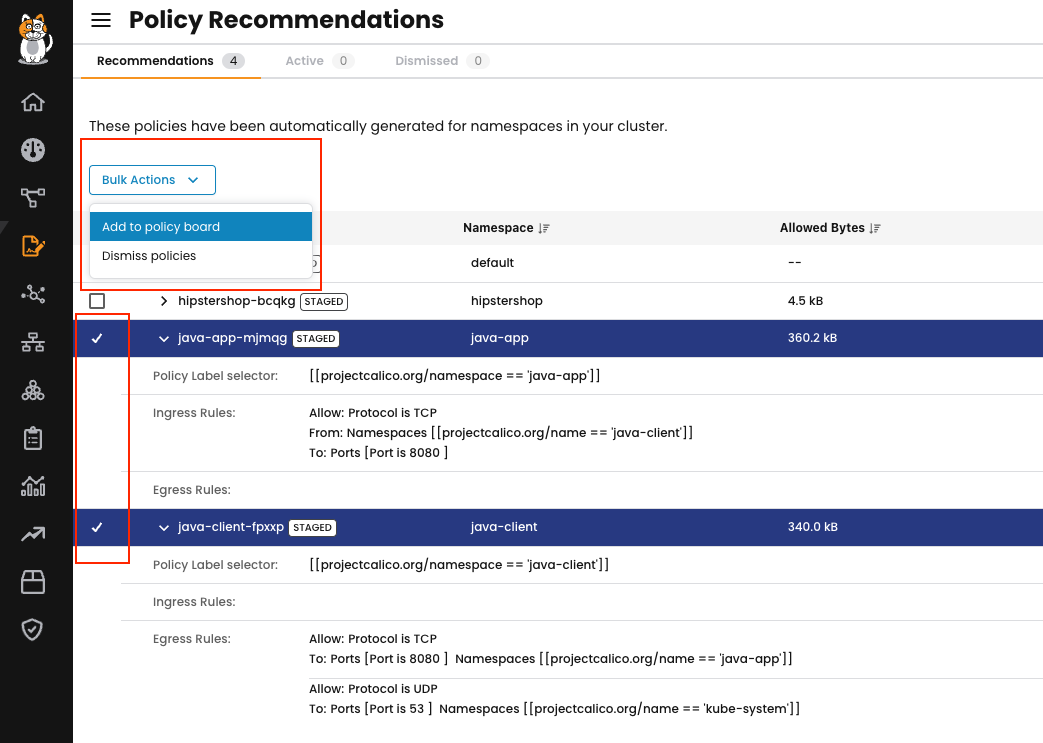 Policy Recommendations
Recommendations 4 Active 0 Dismissed 0
These policies have been automatically generated for namespaces in your cluster.
Bulk Actions
Add to policy board
Dismiss policies
Namespace Allowed Bytes
default --
hipstershop-bcqkg STAGED hipstershop 4.5 kB
java-app-mjmqg STAGED java-app 360.2 kB
Policy Label selector: [[projectcalico.org/namespace == 'java-app']]
Ingress Rules: Allow: Protocol is TCP
From: Namespaces [[projectcalico.org/name == 'java-client']]
To: Ports [Port is 8080 ]
Egress Rules:
java-client-fpxxp STAGED java-client 340.0 kB
Policy Label selector: [[projectcalico.org/namespace == 'java-client']]
Ingress Rules:
Egress Rules: Allow: Protocol is TCP
To: Ports [Port is 8080 ] Namespaces [[projectcalico.org/name == 'java-app']]
Allow: Protocol is UDP
To: Ports [Port is 53 ] Namespaces [[projectcalico.org/name == 'kube-system']]